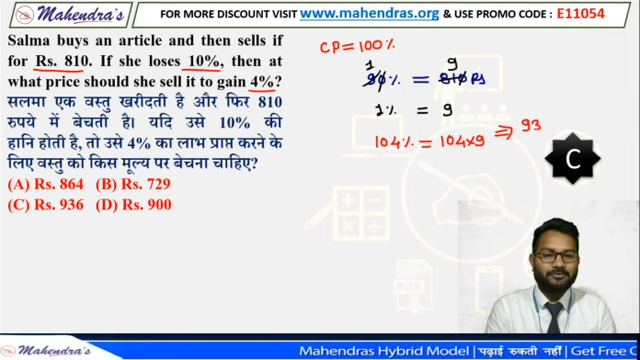 Mahendra's
FOR MORE DISCOUNT VISIT www.mahendras.org & USE PROMO CODE : E11054
Salma buys an article and then sells if
for Rs. 810. If she loses 10%, then at
what price should she sell it to gain 4%?
सलमा एक वस्तु खरीदती है और फिर 810
रुपये में बेचती है। यदि उसे 10% की
हानि होती है, तो उसे 4% का लाभ प्राप्त करने के
लिए वस्तु को किस मूल्य पर बेचना चाहिए?
(A) Rs. 864 (B) Rs. 729
(C) Rs. 936 (D) Rs. 900
CP = 100%
1 9
90% = 810 Rs
1% = 9
104% = 104×9 ⇒ 93
C
Mahendra's
Mahendras Hybrid Model | पढ़ाई रुकती नहीं | Get Free C